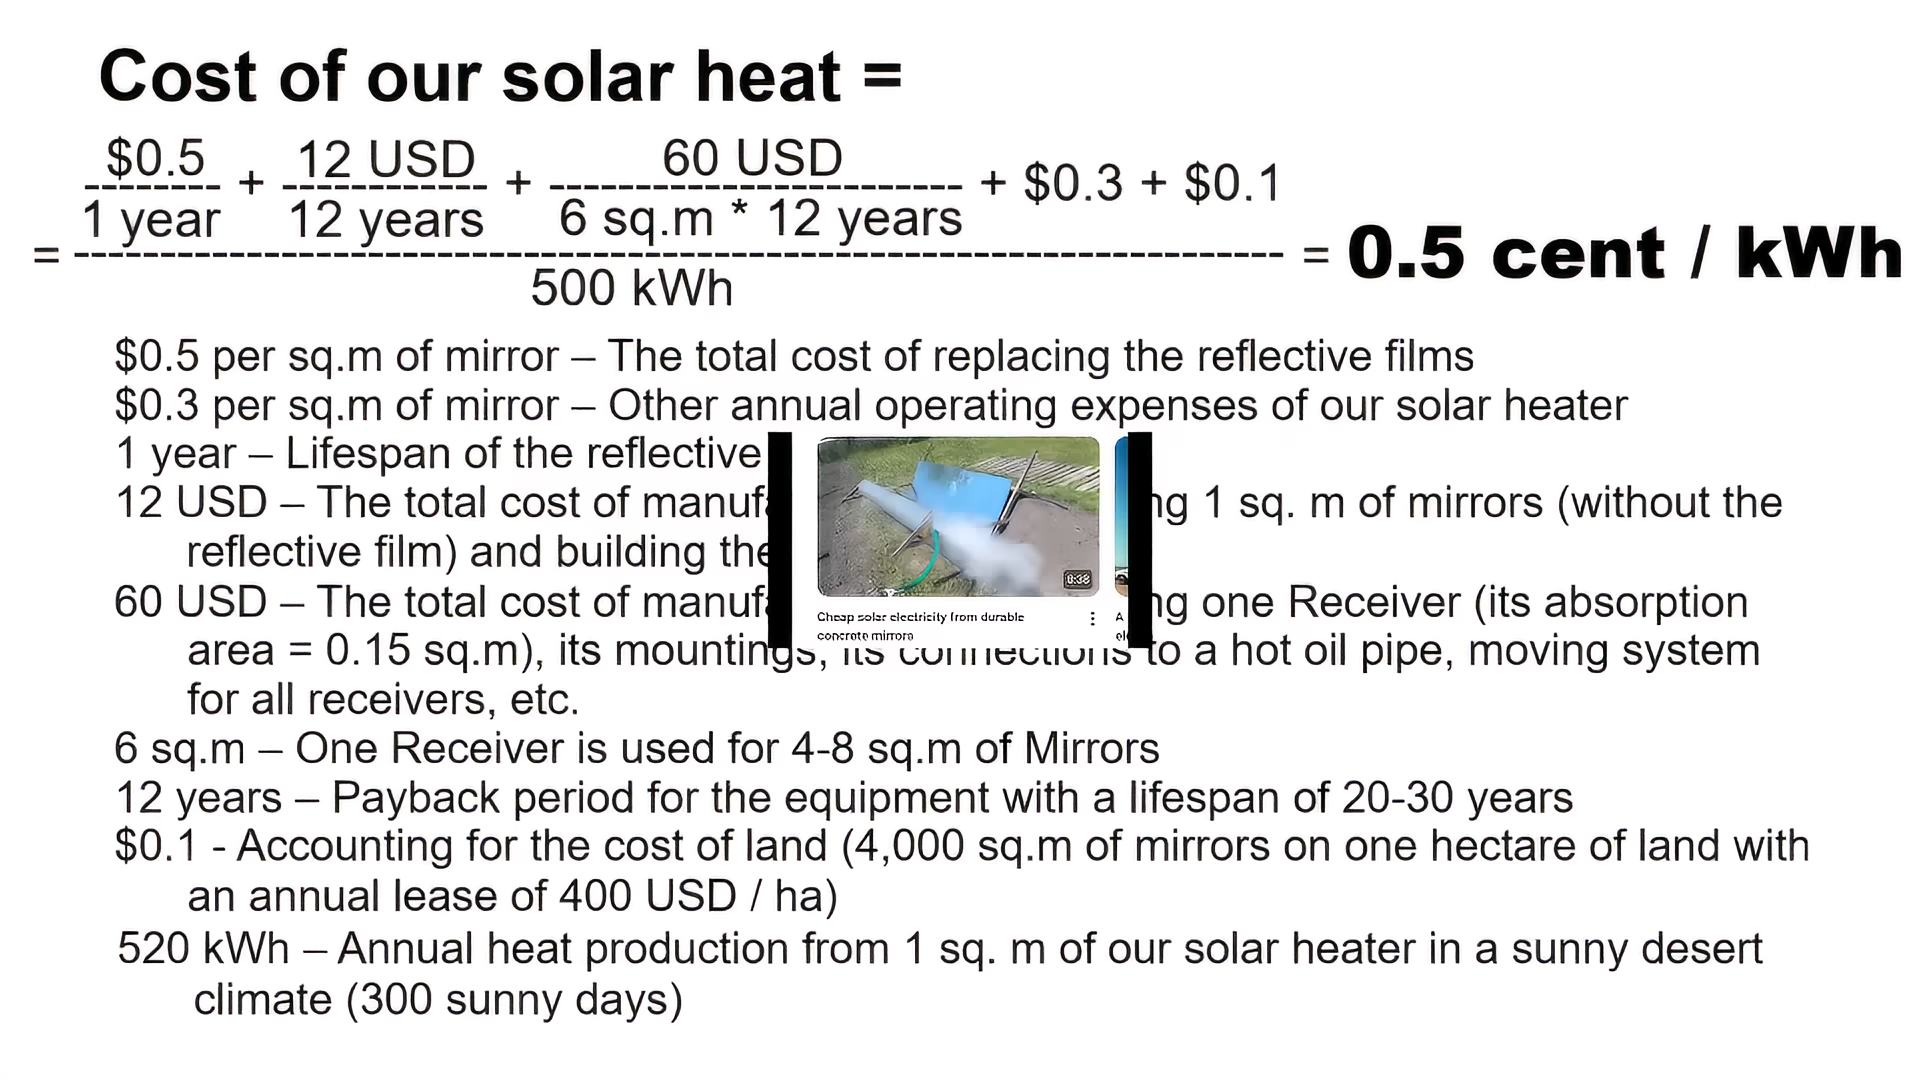 Cost of our solar heat =
$0.5 + 12 USD + 60 USD + $0.3 + $0.1
1 year 12 years 6 sq.m * 12 years
= = 0.5 cent / kWh
500 kWh
$0.5 per sq.m of mirror – The total cost of replacing the reflective films
$0.3 per sq.m of mirror – Other annual operating expenses of our solar heater
1 year – Lifespan of the reflective
12 USD – The total cost of manufa ng 1 sq. m of mirrors (without the
reflective film) and building the
60 USD – The total cost of manufa ng one Receiver (its absorption
area = 0.15 sq.m), its mountings, its connections to a hot oil pipe, moving system
for all receivers, etc.
6 sq.m – One Receiver is used for 4-8 sq.m of Mirrors
12 years – Payback period for the equipment with a lifespan of 20-30 years
$0.1 - Accounting for the cost of land (4,000 sq.m of mirrors on one hectare of land with
an annual lease of 400 USD / ha)
520 kWh – Annual heat production from 1 sq. m of our solar heater in a sunny desert
climate (300 sunny days)
0:38
Cheap solar electricity from durable
concrete mirrors
A
ele